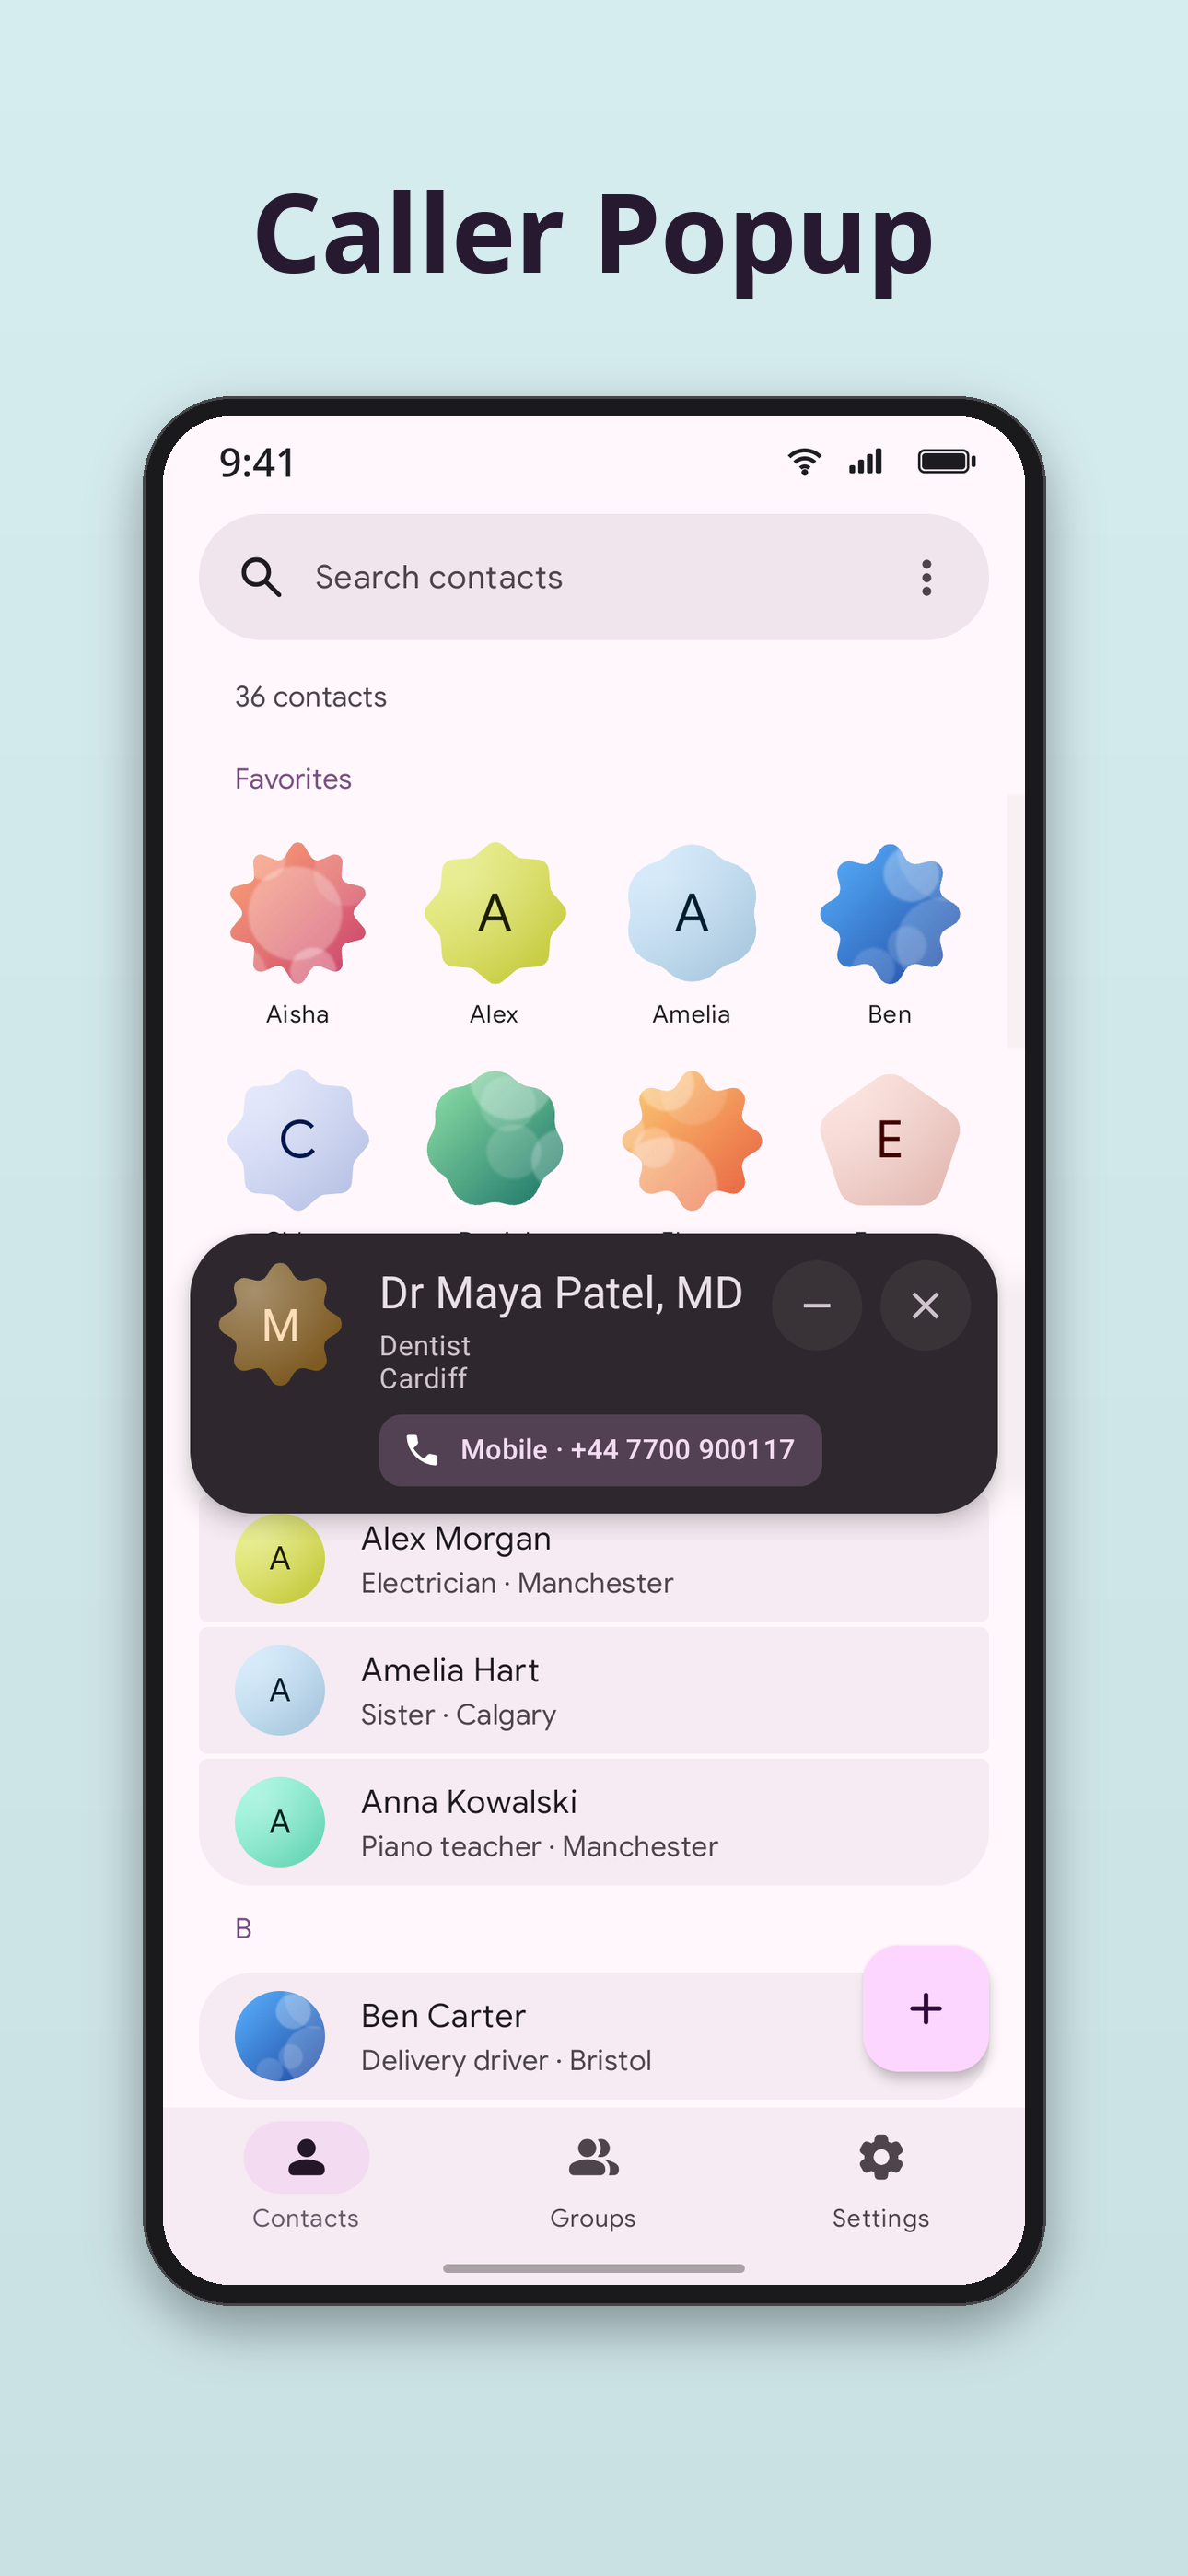 Caller Popup
9:41
Search contacts
36 contacts
Favorites
A
A
Aisha
Alex
Amelia
Ben
C
E
M
Dr Maya Patel, MD
Dentist
Cardiff
Mobile · +44 7700 900117
A
Alex Morgan
Electrician · Manchester
A
Amelia Hart
Sister · Calgary
A
Anna Kowalski
Piano teacher · Manchester
B
Ben Carter
Delivery driver · Bristol
Contacts
Groups
Settings